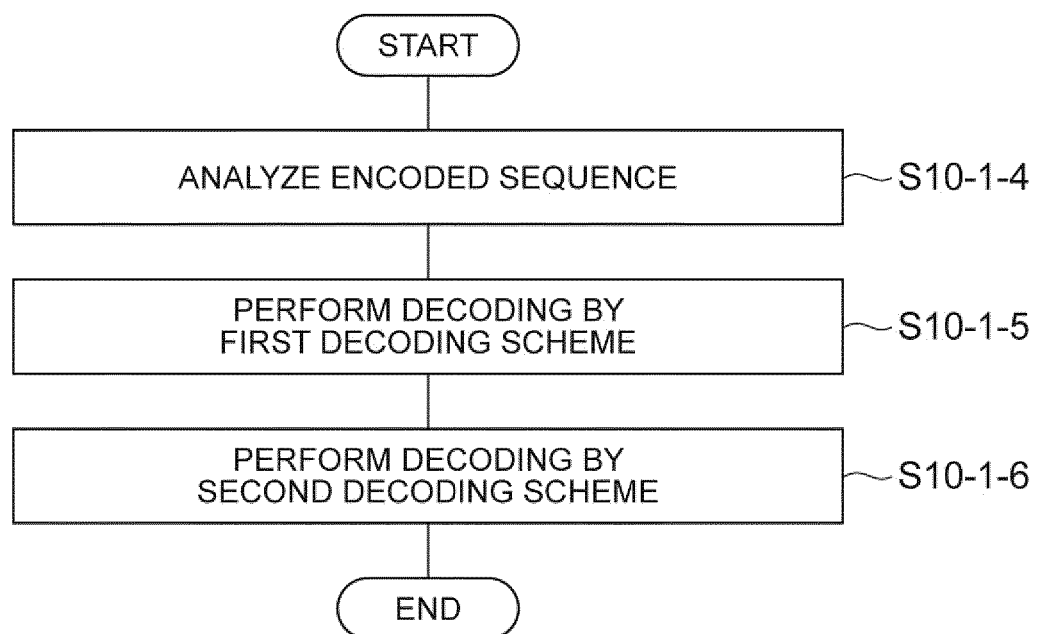 START
ANALYZE ENCODED SEQUENCE
S10-1-4
PERFORM DECODING BY
FIRST DECODING SCHEME
S10-1-5
PERFORM DECODING BY
SECOND DECODING SCHEME
S10-1-6
END